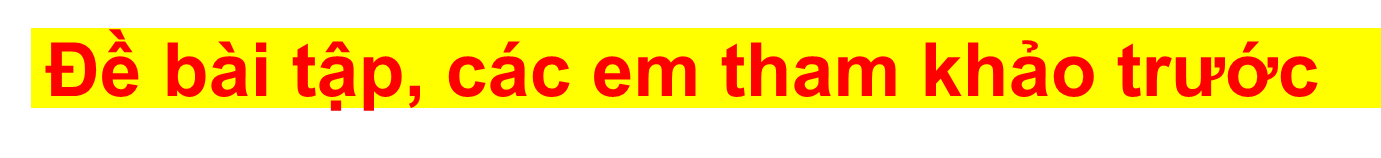 Đề bài tập, các em tham khảo trước